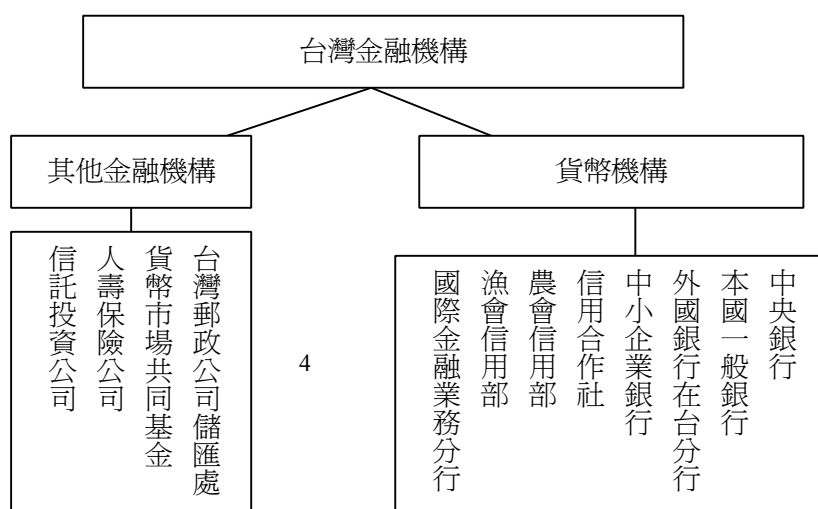 台灣金融機構
其他金融機構
貨幣機構
台灣郵政公司儲匯處
貨幣市場共同基金
人壽保險公司
信託投資公司
4
中央銀行
本國一般銀行
外國銀行在台分行
中小企業銀行
信用合作社
農會信用部
漁會信用部
國際金融業務分行